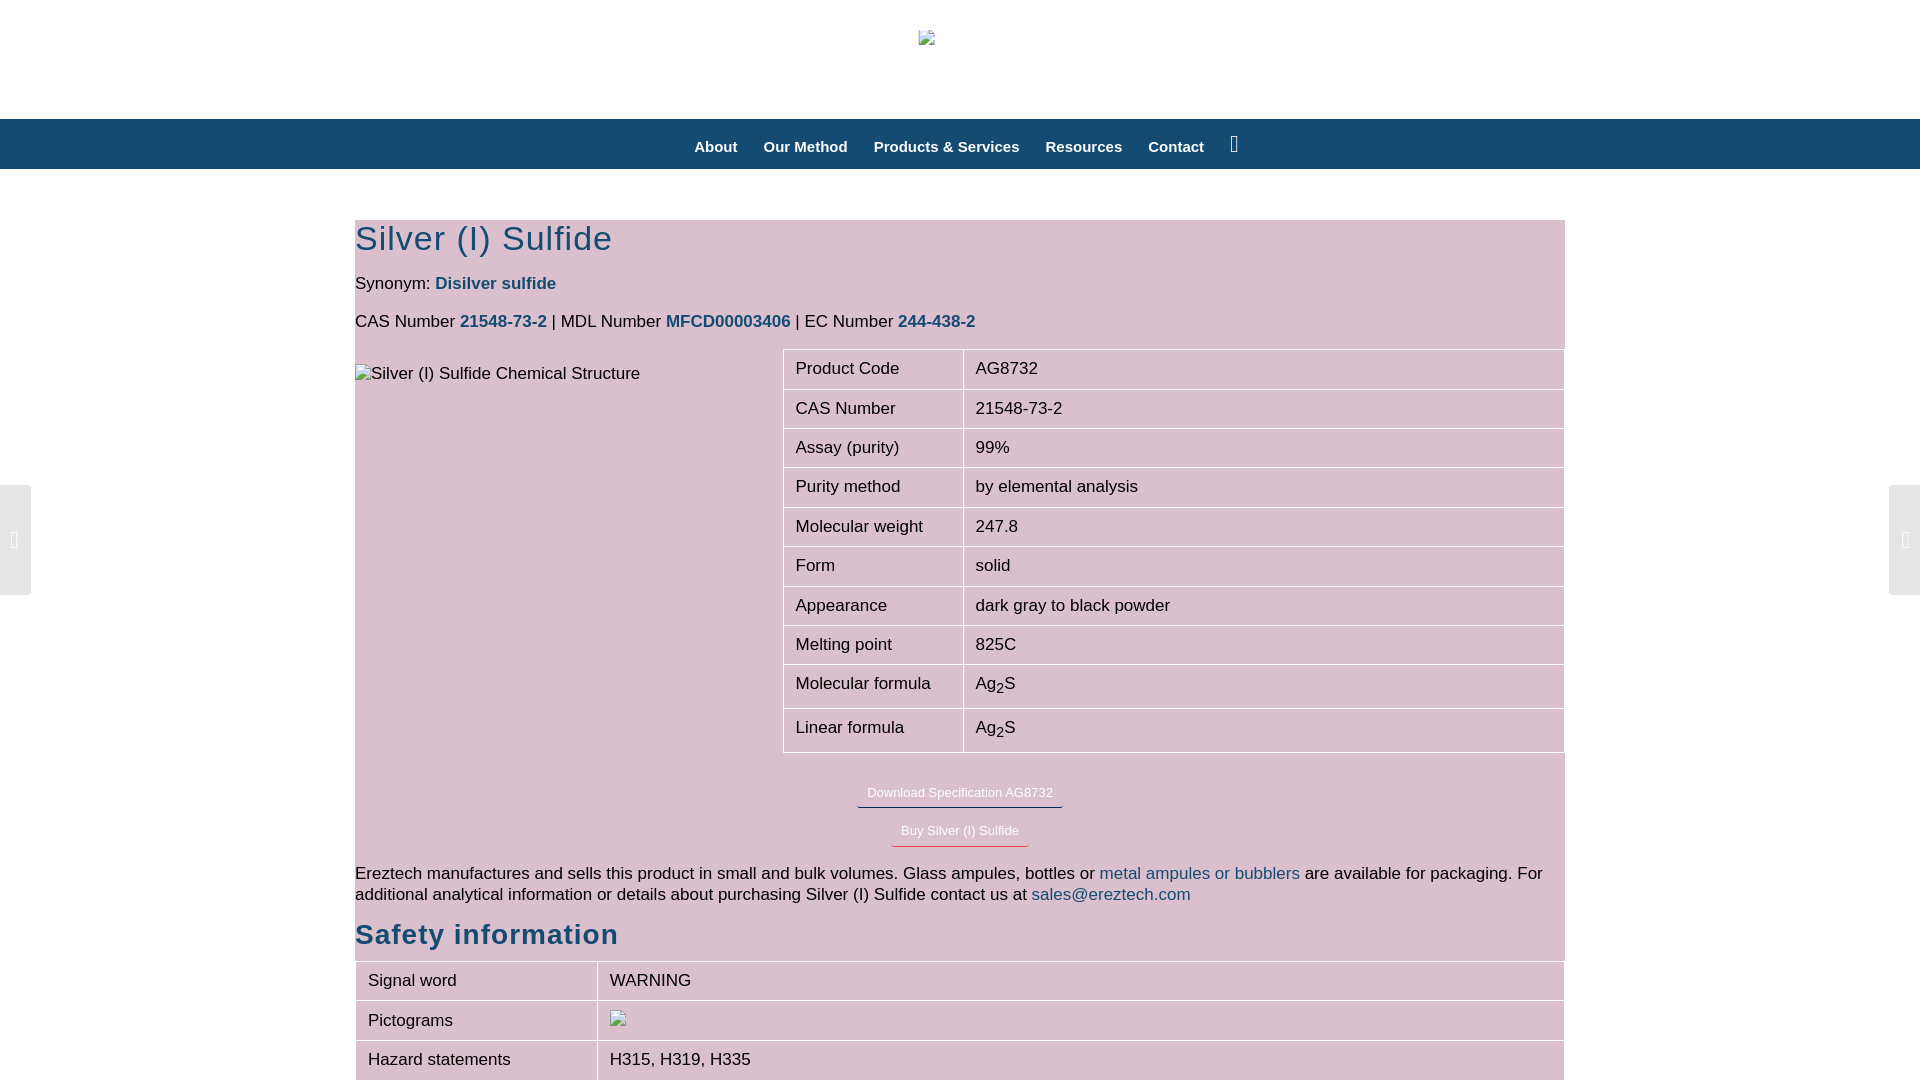 About Our Method Products & Services Resources Contact
Silver (I) Sulfide
Synonym: Disilver sulfide
CAS Number 21548-73-2 | MDL Number MFCD00003406 | EC Number 244-438-2
Silver (I) Sulfide Chemical Structure
Product Code AG8732
CAS Number 21548-73-2
Assay (purity) 99%
Purity method by elemental analysis
Molecular weight 247.8
Form solid
Appearance dark gray to black powder
Melting point 825C
Molecular formula Ag2S
Linear formula Ag2S
Download Specification AG8732
Buy Silver (I) Sulfide
Ereztech manufactures and sells this product in small and bulk volumes. Glass ampules, bottles or metal ampules or bubblers are available for packaging. For
additional analytical information or details about purchasing Silver (I) Sulfide contact us at sales@ereztech.com
Safety information
Signal word WARNING
Pictograms
Hazard statements H315, H319, H335